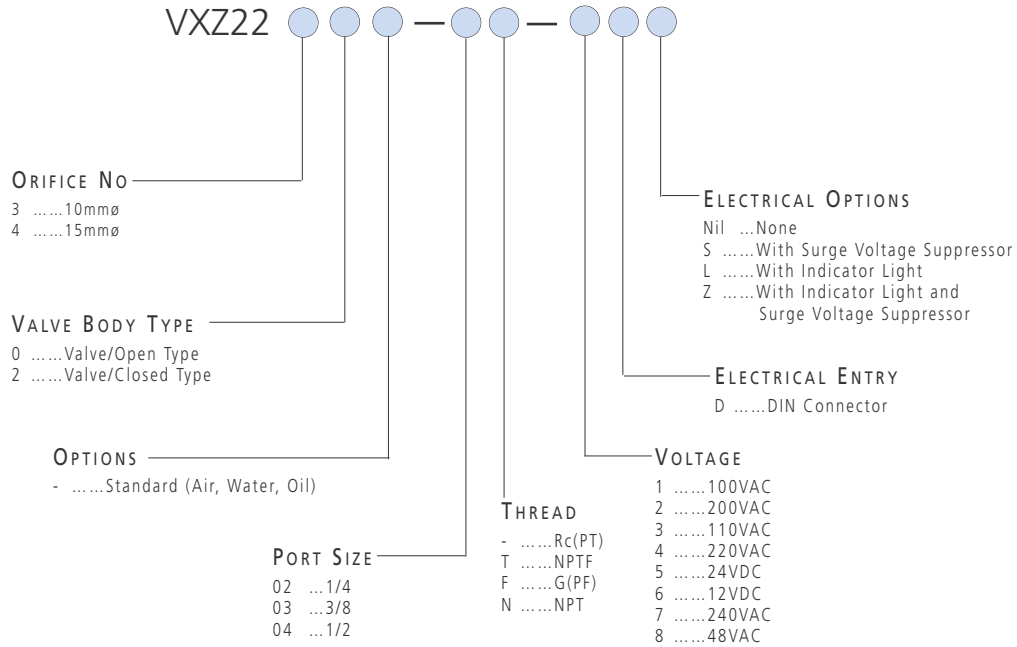 VXZ22 — —
ORIFICE NO
3 ......10mmø
4 ......15mmø
VALVE BODY TYPE
0 ......Valve/Open Type
2 ......Valve/Closed Type
OPTIONS
- ......Standard (Air, Water, Oil)
PORT SIZE
02 ...1/4
03 ...3/8
04 ...1/2
THREAD
- ......Rc(PT)
T ......NPTF
F ......G(PF)
N ......NPT
VOLTAGE
1 ......100VAC
2 ......200VAC
3 ......110VAC
4 ......220VAC
5 ......24VDC
6 ......12VDC
7 ......240VAC
8 ......48VAC
ELECTRICAL ENTRY
D ......DIN Connector
ELECTRICAL OPTIONS
Nil ...None
S ......With Surge Voltage Suppressor
L ......With Indicator Light
Z ......With Indicator Light and
Surge Voltage Suppressor